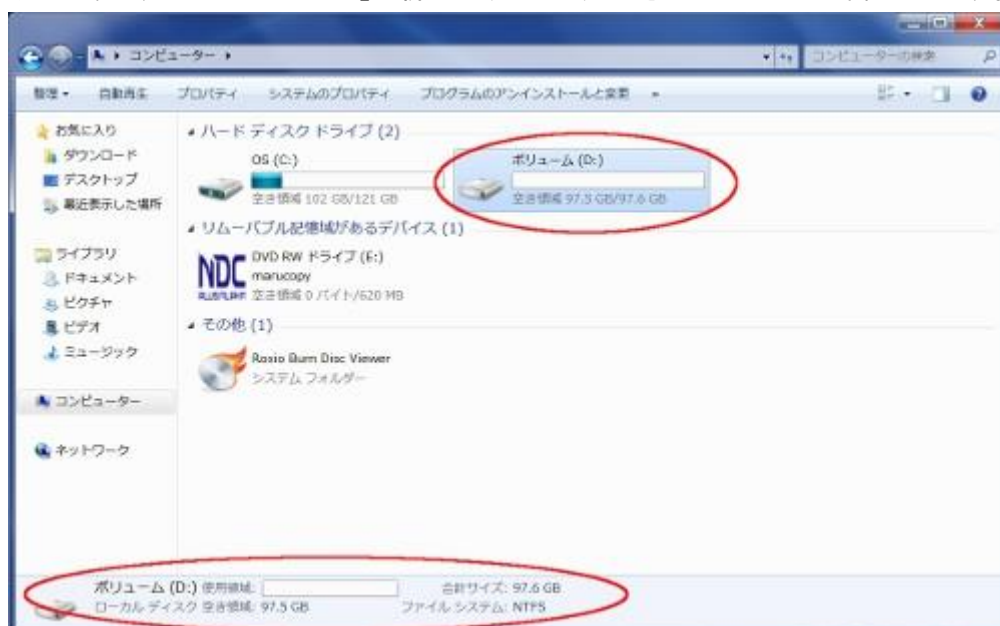 コンピューター
コンピューターの検索
整理
自動再生
プロパティ
システムのプロパティ
プログラムのアンインストールと変更
»
お気に入り
ダウンロード
デスクトップ
最近表示した場所
ライブラリ
ドキュメント
ピクチャ
ビデオ
ミュージック
コンピューター
ネットワーク
ハード ディスク ドライブ (2)
OS (C:)
空き領域 102 GB/121 GB
ボリューム (D:)
空き領域 97.5 GB/97.6 GB
リムーバブル記憶域があるデバイス (1)
NDC
DVD RW ドライブ (E:)
marucopy
空き領域 0 バイト/620 MB
その他 (1)
Roxio Burn Disc Viewer
システム フォルダー
ボリューム (D:) 使用領域: 合計サイズ: 97.6 GB
ローカル ディスク 空き領域: 97.5 GB ファイル システム: NTFS